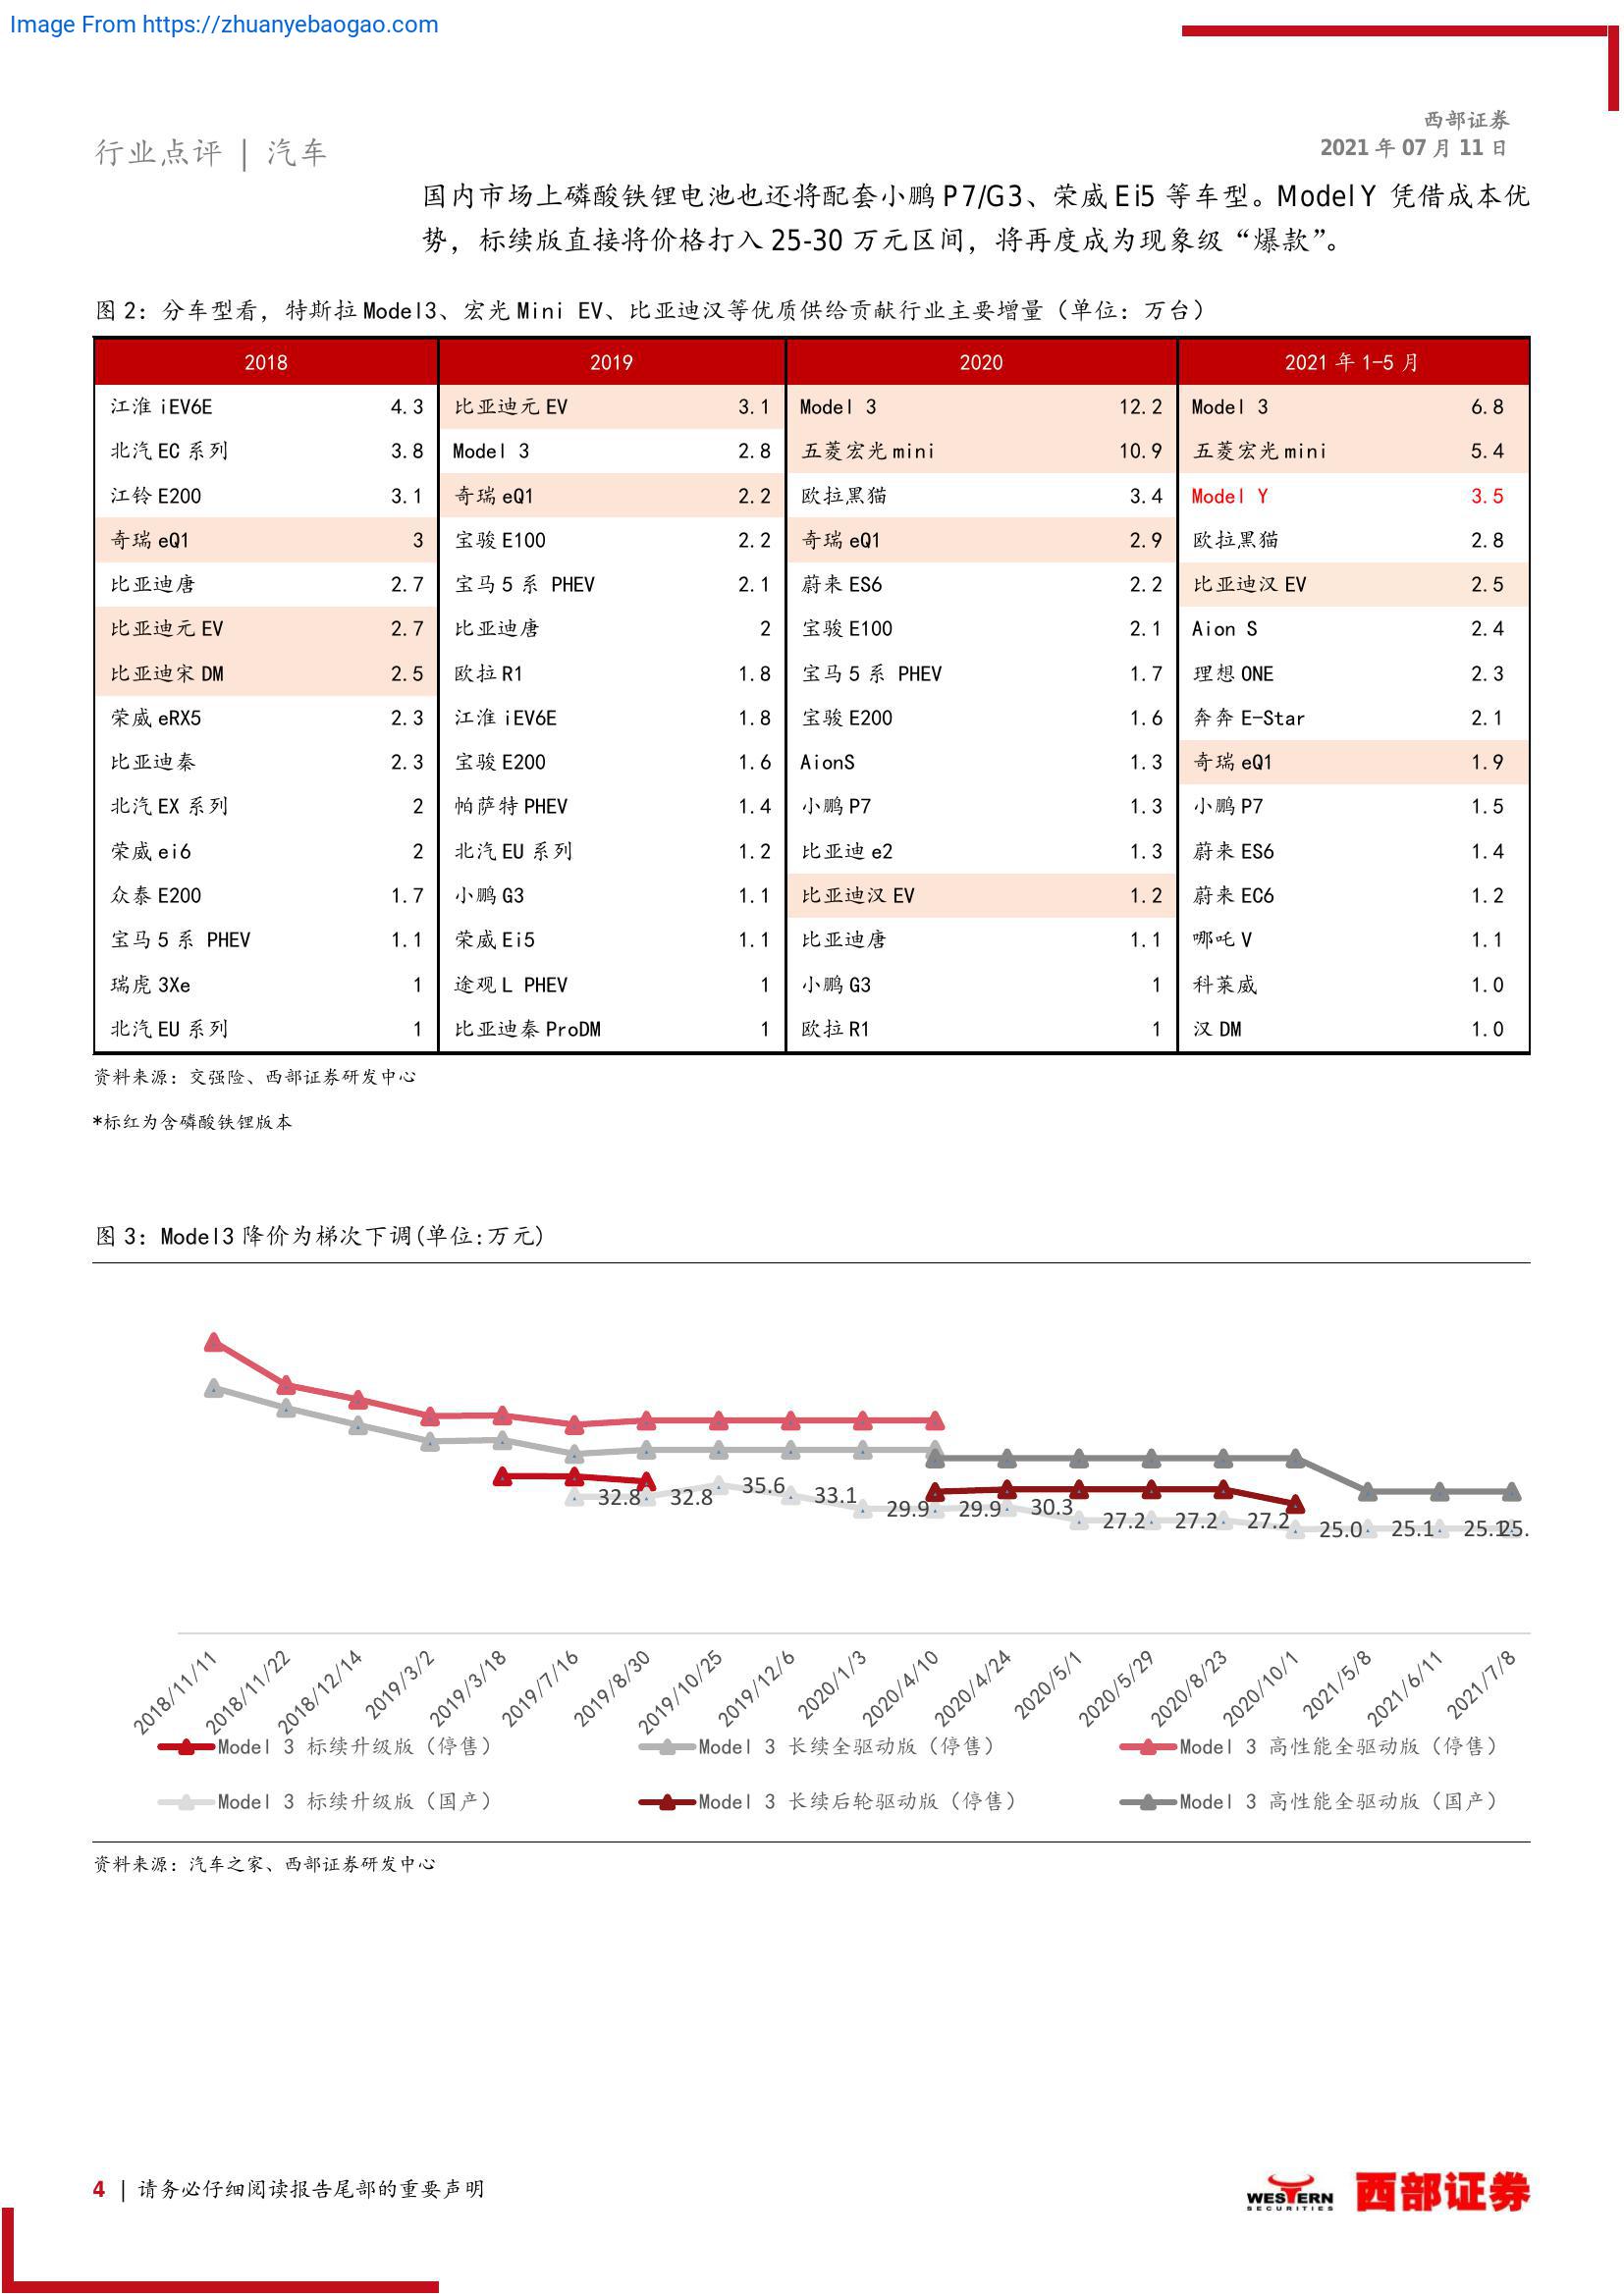 Image From https://zhuanyebaogao.com
西部证券
行业点评 | 汽车
2021 年 07 月 11 日
国内市场上磷酸铁锂电池也还将配套小鹏 P7/G3、荣威 Ei5 等车型。Model Y 凭借成本优
势，标续版直接将价格打入 25-30 万元区间，将再度成为现象级“爆款”。
图 2：分车型看，特斯拉 Model3、宏光 Mini EV、比亚迪汉等优质供给贡献行业主要增量（单位：万台）
2018 2019 2020 2021 年 1-5 月
江淮 iEV6E 4.3 比亚迪元 EV 3.1 Model 3 12.2 Model 3 6.8
北汽 EC 系列 3.8 Model 3 2.8 五菱宏光 mini 10.9 五菱宏光 mini 5.4
江铃 E200 3.1 奇瑞 eQ1 2.2 欧拉黑猫 3.4 Model Y 3.5
奇瑞 eQ1 3 宝骏 E100 2.2 奇瑞 eQ1 2.9 欧拉黑猫 2.8
比亚迪唐 2.7 宝马 5 系 PHEV 2.1 蔚来 ES6 2.2 比亚迪汉 EV 2.5
比亚迪元 EV 2.7 比亚迪唐 2 宝骏 E100 2.1 Aion S 2.4
比亚迪宋 DM 2.5 欧拉 R1 1.8 宝马 5 系 PHEV 1.7 理想 ONE 2.3
荣威 eRX5 2.3 江淮 iEV6E 1.8 宝骏 E200 1.6 奔奔 E-Star 2.1
比亚迪秦 2.3 宝骏 E200 1.6 AionS 1.3 奇瑞 eQ1 1.9
北汽 EX 系列 2 帕萨特 PHEV 1.4 小鹏 P7 1.3 小鹏 P7 1.5
荣威 ei6 2 北汽 EU 系列 1.2 比亚迪 e2 1.3 蔚来 ES6 1.4
众泰 E200 1.7 小鹏 G3 1.1 比亚迪汉 EV 1.2 蔚来 EC6 1.2
宝马 5 系 PHEV 1.1 荣威 Ei5 1.1 比亚迪唐 1.1 哪吒 V 1.1
瑞虎 3Xe 1 途观 L PHEV 1 小鹏 G3 1 科莱威 1.0
北汽 EU 系列 1 比亚迪秦 ProDM 1 欧拉 R1 1 汉 DM 1.0
资料来源：交强险、西部证券研发中心
*标红为含磷酸铁锂版本
图 3：Model3 降价为梯次下调(单位:万元)
32.8 32.8 35.6 33.1 29.9 29.9 30.3 27.2 27.2 27.2 25.0 25.1 25.1 25.
2018/11/11 2018/11/22 2018/12/14 2019/3/2 2019/3/18 2019/7/16 2019/8/30 2019/10/25 2019/12/6 2020/1/3 2020/4/10 2020/4/24 2020/5/1 2020/5/29 2020/8/23 2020/10/1 2021/5/8 2021/6/11 2021/7/8
Model 3 标续升级版（停售） Model 3 长续全驱动版（停售） Model 3 高性能全驱动版（停售）
Model 3 标续升级版（国产） Model 3 长续后轮驱动版（停售） Model 3 高性能全驱动版（国产）
资料来源：汽车之家、西部证券研发中心
4 | 请务必仔细阅读报告尾部的重要声明
WESTERN
SECURITIES
西部证券